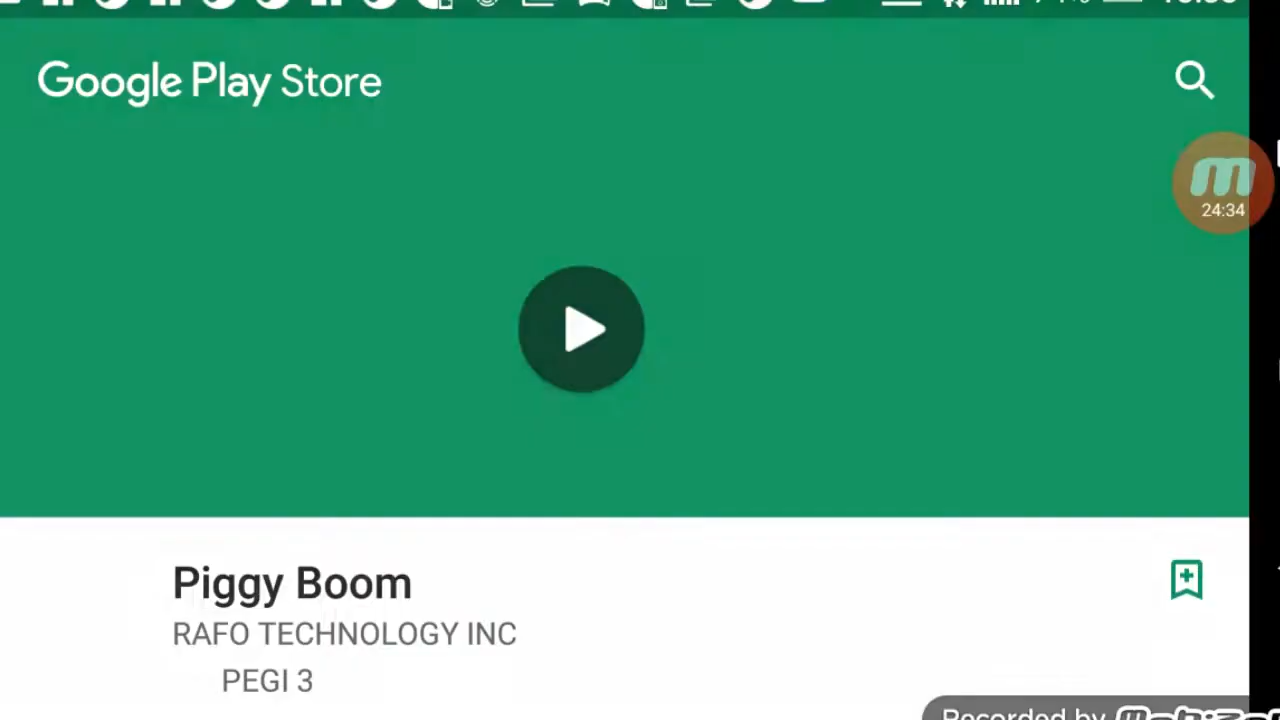 Google Play Store
m
24:34
Piggy Boom
RAFO TECHNOLOGY INC
PEGI 3
Recorded by